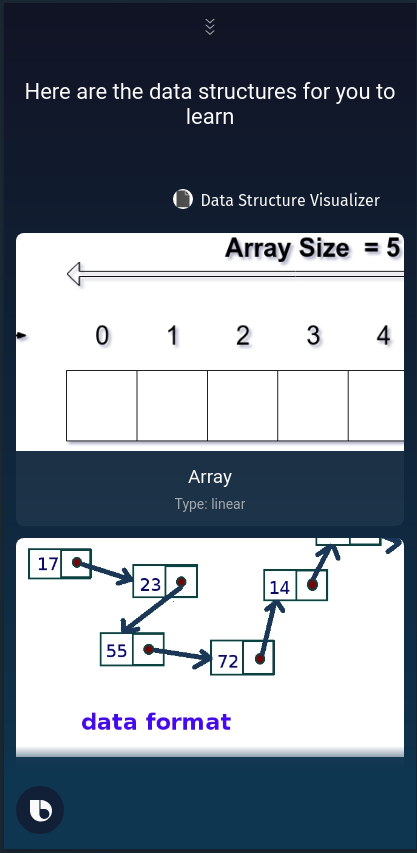 Here are the data structures for you to
learn
Data Structure Visualizer
Array Size = 5
0 1 2 3 4
Array
Type: linear
17
23
14
55
72
data format